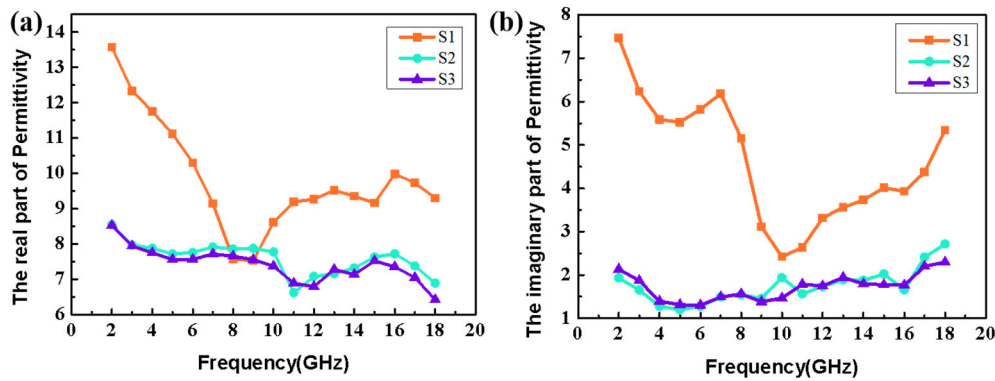 (a)
The real part of Permittivity
14
13
12
11
10
9
8
7
6
0 2 4 6 8 10 12 14 16 18 20
Frequency(GHz)
S1
S2
S3
(b)
The imaginary part of Permittivity
8
7
6
5
4
3
2
1
0 2 4 6 8 10 12 14 16 18 20
Frequency(GHz)
S1
S2
S3